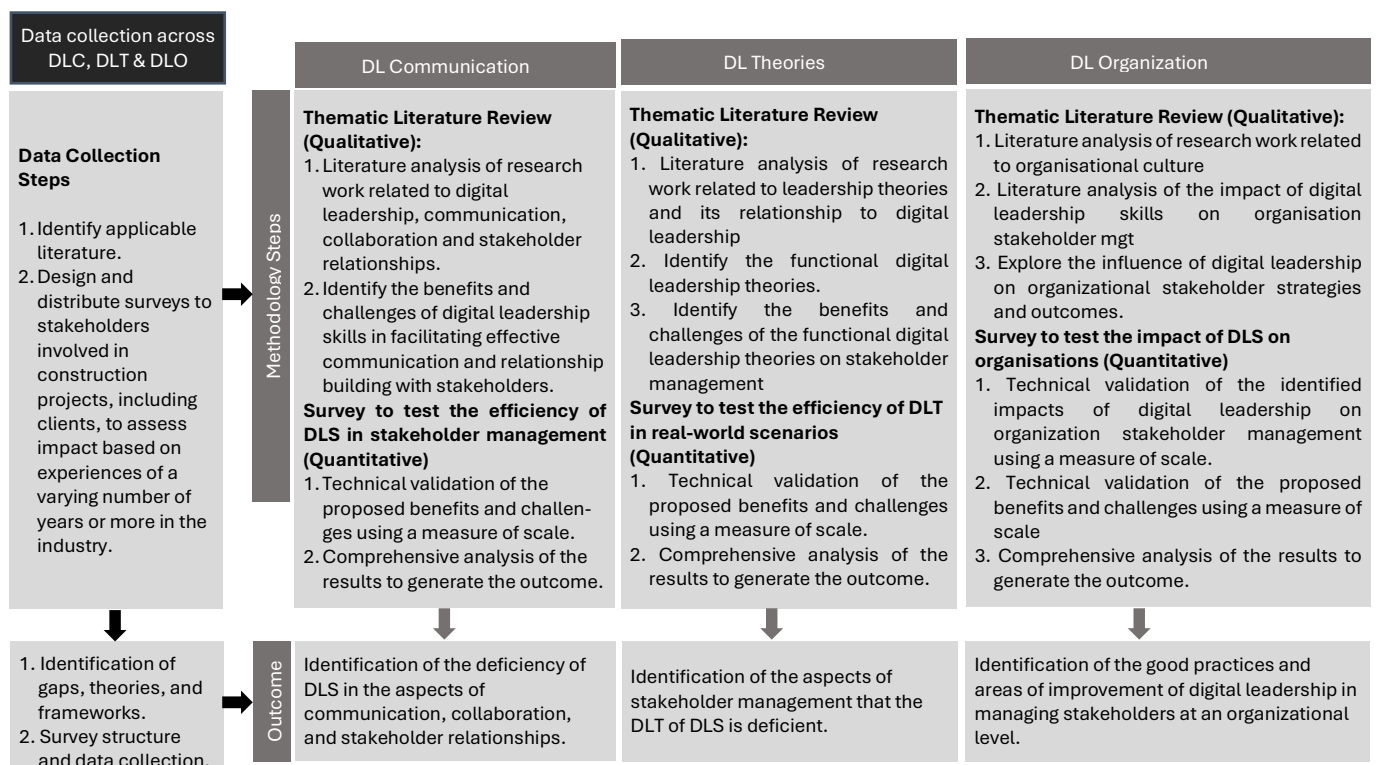 Data collection across
DLC, DLT & DLO
Data Collection
Steps
1. Identify applicable
literature.
2. Design and
distribute surveys to
stakeholders
involved in
construction
projects, including
clients, to assess
impact based on
experiences of a
varying number of
years or more in the
industry.
1. Identification of
gaps, theories, and
frameworks.
2. Survey structure
and data collection.
Methodology Steps
Outcome
DL Communication
Thematic Literature Review
(Qualitative):
1. Literature analysis of research
work related to digital
leadership, communication,
collaboration and stakeholder
relationships.
2. Identify the benefits and
challenges of digital leadership
skills in facilitating effective
communication and relationship
building with stakeholders.
Survey to test the efficiency of
DLS in stakeholder management
(Quantitative)
1. Technical validation of the
proposed benefits and challen-
ges using a measure of scale.
2. Comprehensive analysis of the
results to generate the outcome.
Identification of the deficiency of
DLS in the aspects of
communication, collaboration,
and stakeholder relationships.
DL Theories
Thematic Literature Review
(Qualitative):
1. Literature analysis of research
work related to leadership theories
and its relationship to digital
leadership
2. Identify the functional digital
leadership theories.
3. Identify the benefits and
challenges of the functional digital
leadership theories on stakeholder
management
Survey to test the efficiency of DLT
in real-world scenarios
(Quantitative)
1. Technical validation of the
proposed benefits and challenges
using a measure of scale.
2. Comprehensive analysis of the
results to generate the outcome.
Identification of the aspects of
stakeholder management that the
DLT of DLS is deficient.
DL Organization
Thematic Literature Review (Qualitative):
1. Literature analysis of research work related
to organisational culture
2. Literature analysis of the impact of digital
leadership skills on organisation
stakeholder mgt
3. Explore the influence of digital leadership
on organizational stakeholder strategies
and outcomes.
Survey to test the impact of DLS on
organisations (Quantitative)
1. Technical validation of the identified
impacts of digital leadership on
organization stakeholder management
using a measure of scale.
2. Technical validation of the proposed
benefits and challenges using a measure of
scale
3. Comprehensive analysis of the results to
generate the outcome.
Identification of the good practices and
areas of improvement of digital leadership in
managing stakeholders at an organizational
level.